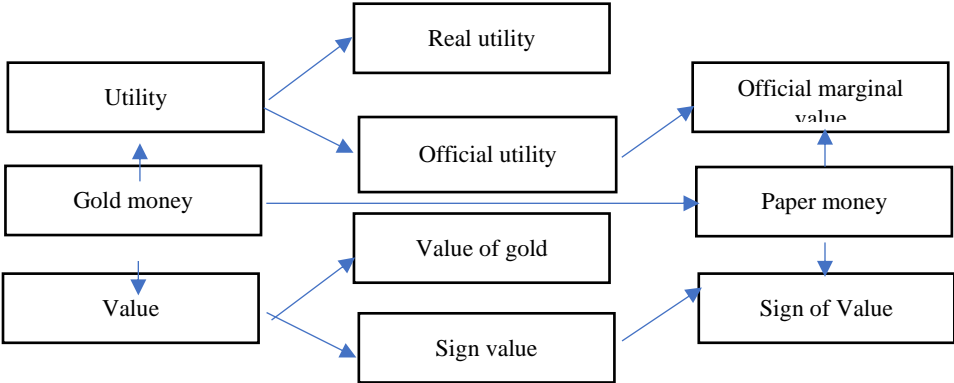 Real utility
Utility
Official marginal
value
Official utility
Gold money
Paper money
Value of gold
Value
Sign of Value
Sign value